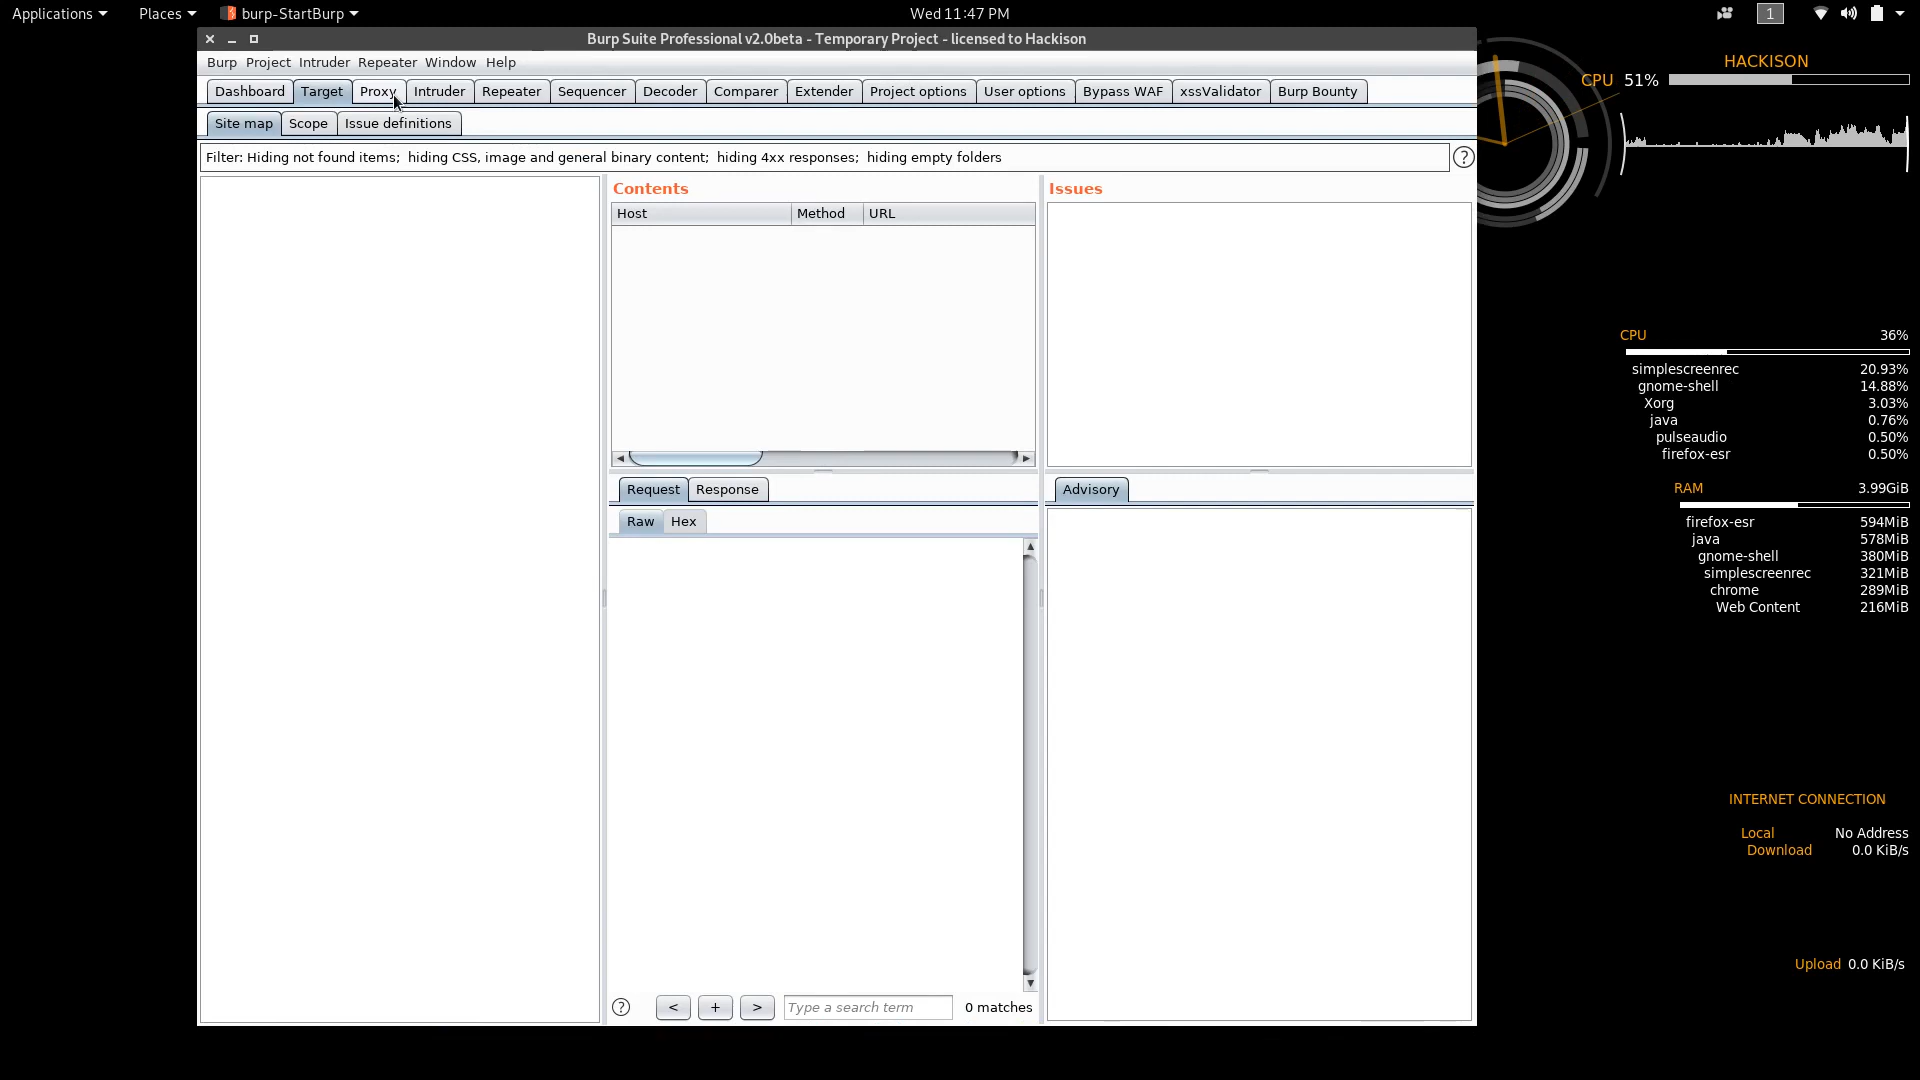 Applications Places burp-StartBurp Wed 11:47 PM 1
Burp Suite Professional v2.0beta - Temporary Project - licensed to Hackison
Burp Project Intruder Repeater Window Help
Dashboard Target Proxy Intruder Repeater Sequencer Decoder Comparer Extender Project options User options Bypass WAF xssValidator Burp Bounty
Site map Scope Issue definitions
Filter: Hiding not found items; hiding CSS, image and general binary content; hiding 4xx responses; hiding empty folders ?
Contents
Host Method URL
Request Response
Raw Hex
? < + > Type a search term 0 matches
Issues
Advisory
HACKISON
CPU 51%
CPU 36%
simplescreenrec 20.93%
gnome-shell 14.88%
Xorg 3.03%
java 0.76%
pulseaudio 0.50%
firefox-esr 0.50%
RAM 3.99GiB
firefox-esr 594MiB
java 578MiB
gnome-shell 380MiB
simplescreenrec 321MiB
chrome 289MiB
Web Content 216MiB
INTERNET CONNECTION
Local No Address
Download 0.0 KiB/s
Upload 0.0 KiB/s